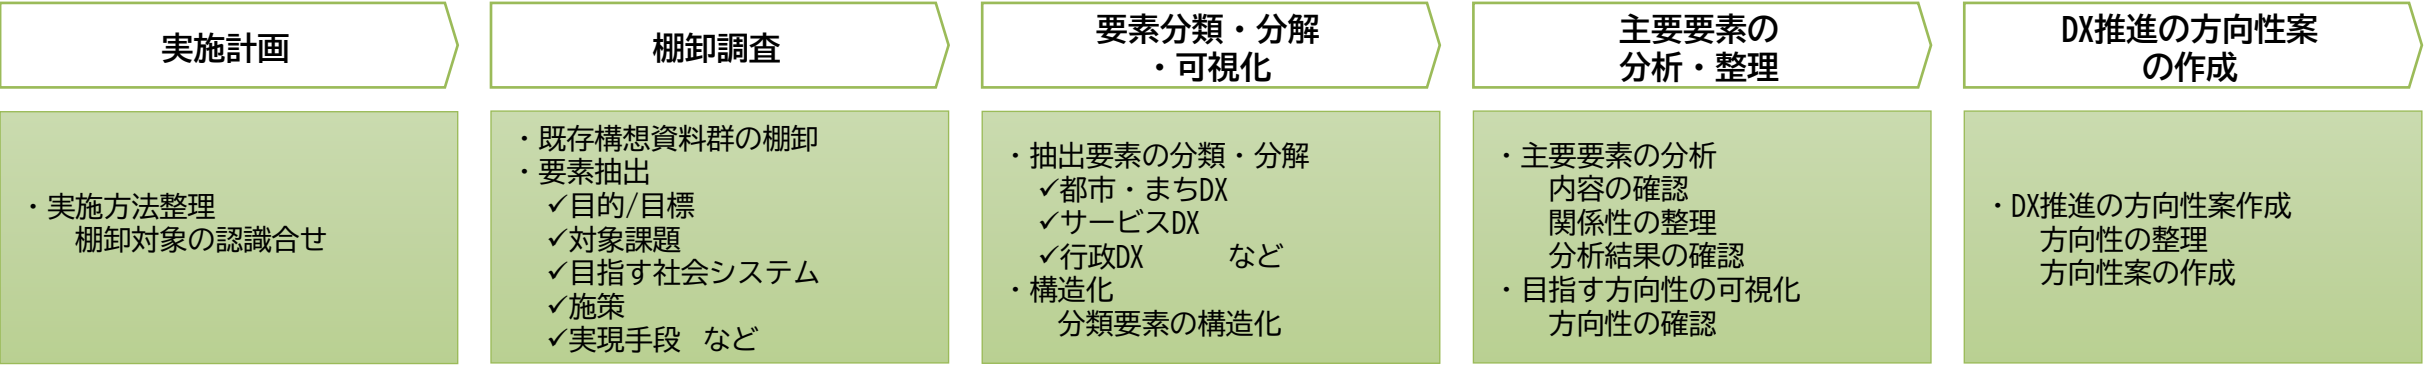 実施計画
・実施方法整理
棚卸対象の認識合せ
棚卸調査
・既存構想資料群の棚卸
・要素抽出
✓目的/目標
✓対象課題
✓目指す社会システム
✓施策
✓実現手段 など
要素分類・分解
・可視化
・抽出要素の分類・分解
✓都市・まちDX
✓サービスDX
✓行政DX など
・構造化
分類要素の構造化
主要要素の
分析・整理
・主要要素の分析
内容の確認
関係性の整理
分析結果の確認
・目指す方向性の可視化
方向性の確認
DX推進の方向性案
の作成
・DX推進の方向性案作成
方向性の整理
方向性案の作成